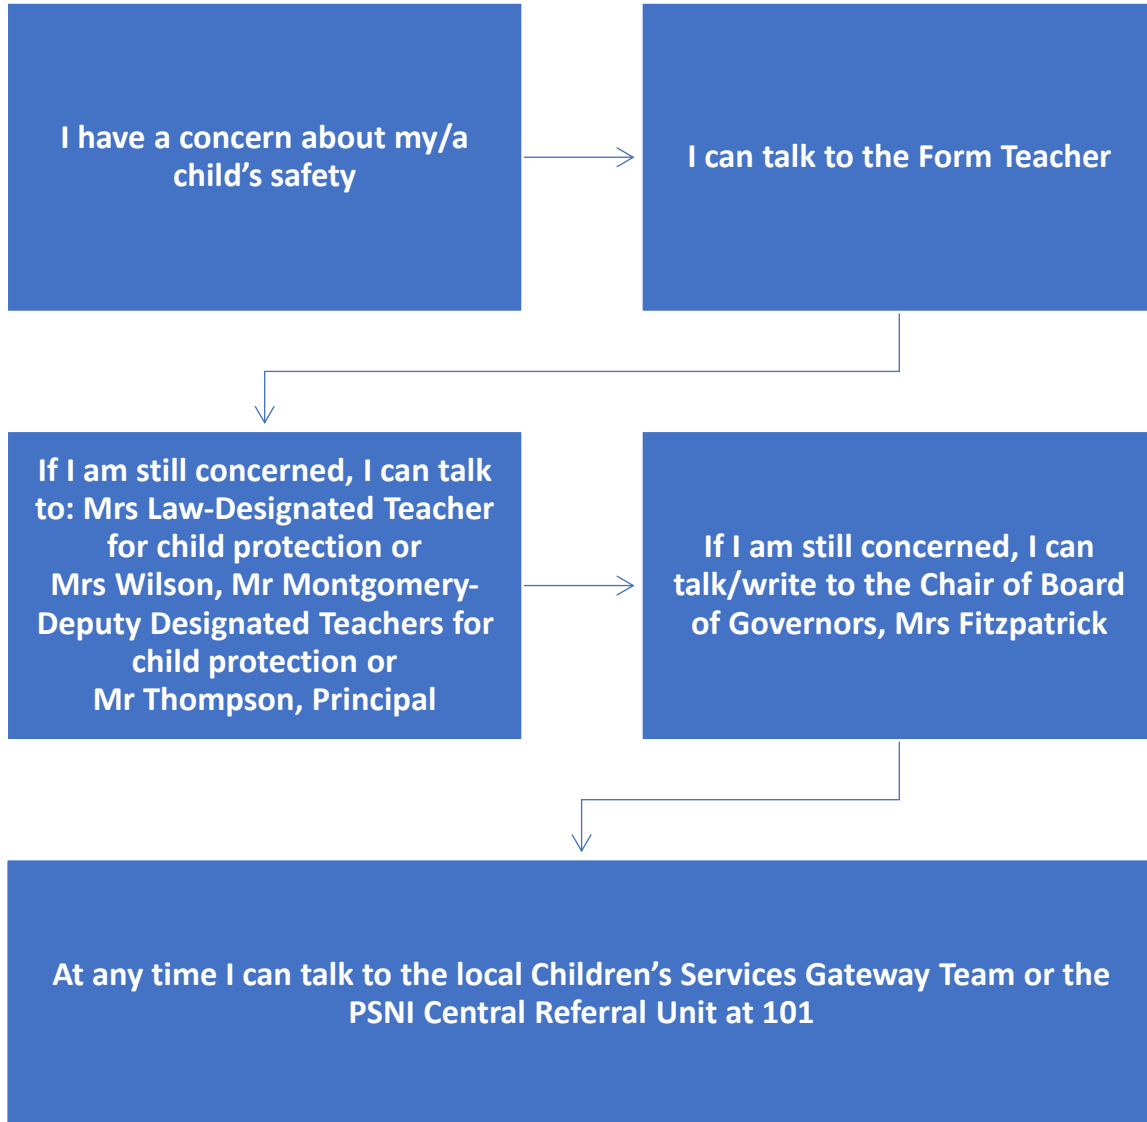 I have a concern about my/a
child’s safety
I can talk to the Form Teacher
If I am still concerned, I can talk
to: Mrs Law-Designated Teacher
for child protection or
Mrs Wilson, Mr Montgomery-
Deputy Designated Teachers for
child protection or
Mr Thompson, Principal
If I am still concerned, I can
talk/write to the Chair of Board
of Governors, Mrs Fitzpatrick
At any time I can talk to the local Children’s Services Gateway Team or the
PSNI Central Referral Unit at 101